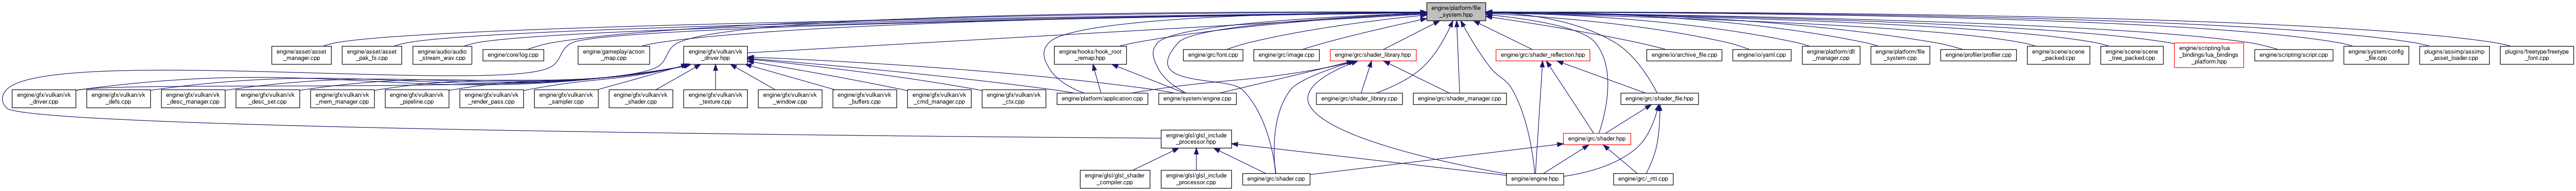 engine/platform/file
_system.hpp
engine/asset/asset
_manager.cpp
engine/asset/asset
_pak_fs.cpp
engine/audio/audio
_stream_wav.cpp
engine/core/log.cpp
engine/gameplay/action
_map.cpp
engine/gfx/vulkan/vk
_driver.hpp
engine/hooks/hook_root
_remap.hpp
engine/grc/font.cpp
engine/grc/image.cpp
engine/grc/shader_library.hpp
engine/grc/shader_reflection.hpp
engine/io/archive_file.cpp
engine/io/yaml.cpp
engine/platform/dll
_manager.cpp
engine/platform/file
_system.cpp
engine/profiler/profiler.cpp
engine/scene/scene
_packed.cpp
engine/scene/scene
_tree_packed.cpp
engine/scripting/lua
_bindings/lua_bindings
_platform.hpp
engine/scripting/script.cpp
engine/system/config
_file.cpp
plugins/assimp/assimp
_asset_loader.cpp
plugins/freetype/freetype
_font.cpp
engine/gfx/vulkan/vk
_driver.cpp
engine/gfx/vulkan/vk
_defs.cpp
engine/gfx/vulkan/vk
_desc_manager.cpp
engine/gfx/vulkan/vk
_desc_set.cpp
engine/gfx/vulkan/vk
_mem_manager.cpp
engine/gfx/vulkan/vk
_pipeline.cpp
engine/gfx/vulkan/vk
_render_pass.cpp
engine/gfx/vulkan/vk
_sampler.cpp
engine/gfx/vulkan/vk
_shader.cpp
engine/gfx/vulkan/vk
_texture.cpp
engine/gfx/vulkan/vk
_window.cpp
engine/gfx/vulkan/vk
_buffers.cpp
engine/gfx/vulkan/vk
_cmd_manager.cpp
engine/gfx/vulkan/vk
_ctx.cpp
engine/platform/application.cpp
engine/system/engine.cpp
engine/grc/shader_library.cpp
engine/grc/shader_manager.cpp
engine/grc/shader_file.hpp
engine/glsl/glsl_include
_processor.hpp
engine/grc/shader.hpp
engine/glsl/glsl_shader
_compiler.cpp
engine/glsl/glsl_include
_processor.cpp
engine/grc/shader.cpp
engine/engine.hpp
engine/grc/_rtti.cpp